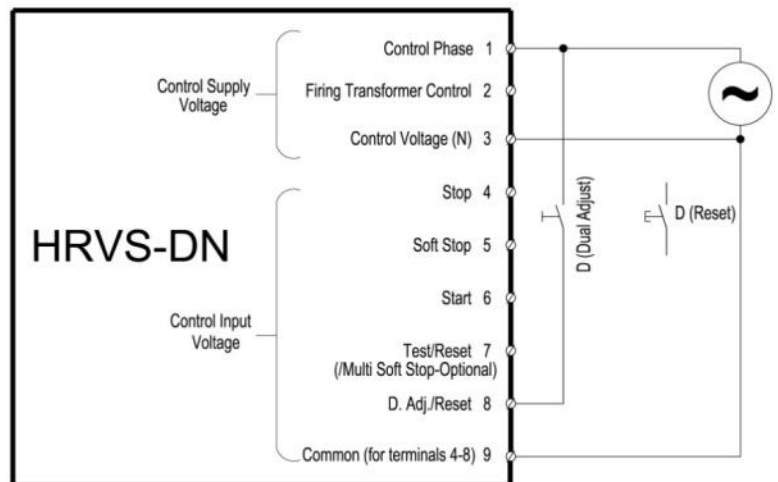 Control Phase 1
Control Supply
Voltage
Firing Transformer Control 2
Control Voltage (N) 3
HRVS-DN
Stop 4
Soft Stop 5
Start 6
Control Input
Voltage
Test/Reset 7
(/Multi Soft Stop-Optional)
D. Adj./Reset 8
Common (for terminals 4-8) 9
D (Dual Adjust)
D (Reset)
~